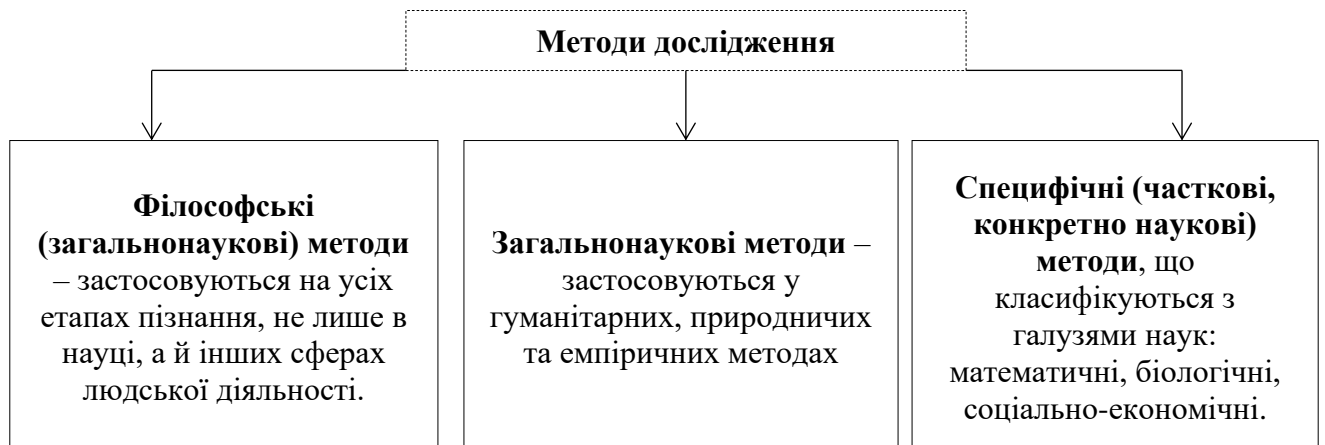 Методи дослідження
Філософські
(загальнонаукові) методи
– застосовуються на усіх
етапах пізнання, не лише в
науці, а й інших сферах
людської діяльності.
Загальнонаукові методи –
застосовуються у
гуманітарних, природничих
та емпіричних методах
Специфічні (часткові,
конкретно наукові)
методи, що
класифікуються з
галузями наук:
математичні, біологічні,
соціально-економічні.